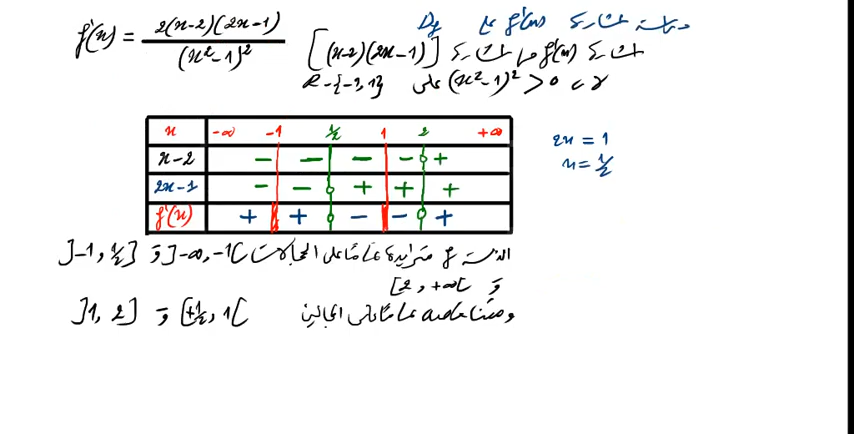 دراسة إشارة f'(x) على Df
f'(x) = 2(x-2)(2x-1) / (x²-1)²
إشارة f'(x) من إشارة [(x-2)(2x-1)]
(x²-1)² > 0 على R-{-1,1}
x -∞ -1 1/2 1 2 +∞
x-2 - - - - 0 +
2x-1 - - 0 + + +
f'(x) + + 0 - - 0 +
2x = 1
x = 1/2
الدالة f متزايدة تماما على المجالات ]-∞, -1[ و ]-1, 1/2]
و [2, +∞[
ومتناقصة تماما على المجالين [+1/2, 1[ و ]1, 2]